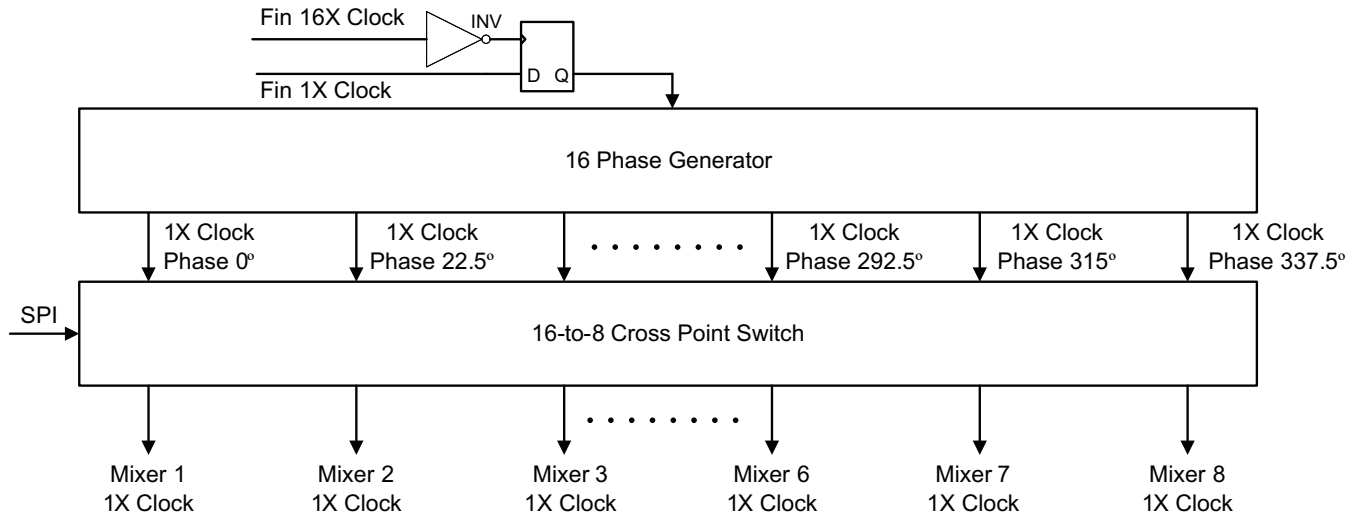 Fin 16X Clock
INV
D Q
Fin 1X Clock
16 Phase Generator
1X Clock
Phase 0º
1X Clock
Phase 22.5º
1X Clock
Phase 292.5º
1X Clock
Phase 315º
1X Clock
Phase 337.5º
SPI
16-to-8 Cross Point Switch
Mixer 1
1X Clock
Mixer 2
1X Clock
Mixer 3
1X Clock
Mixer 6
1X Clock
Mixer 7
1X Clock
Mixer 8
1X Clock